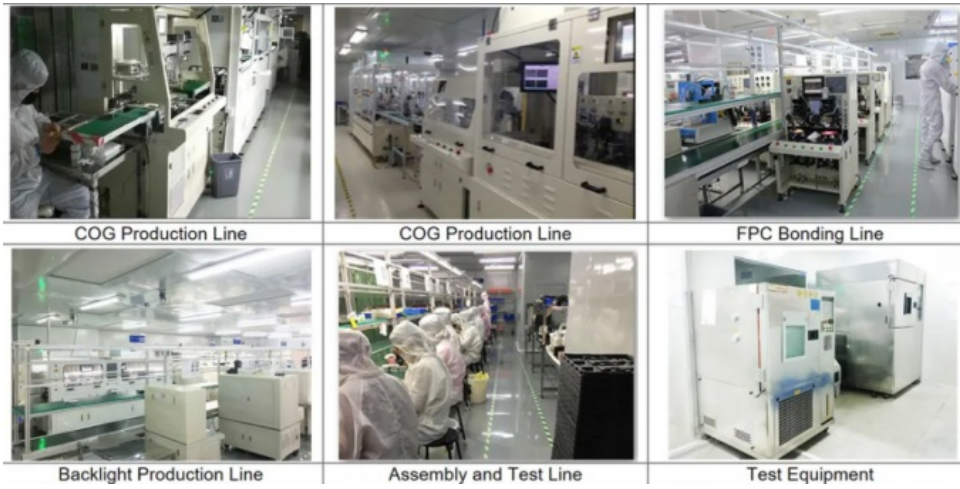 COG Production Line
COG Production Line
FPC Bonding Line
Backlight Production Line
Assembly and Test Line
Test Equipment